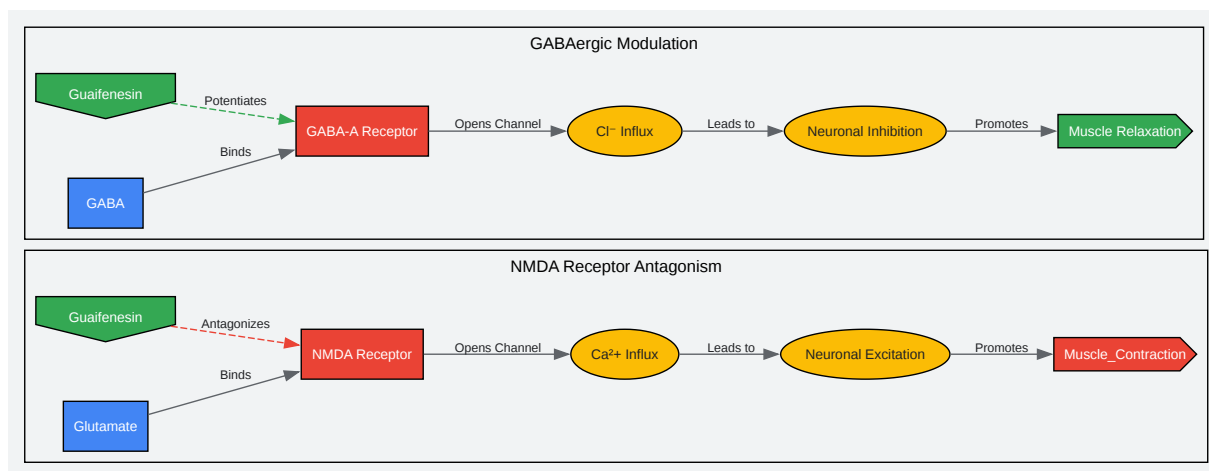 GABAergic Modulation
Guaifenesin
Potentiates
GABA-A Receptor
Opens Channel
Cl⁻ Influx
Leads to
Neuronal Inhibition
Promotes
Muscle Relaxation
Binds
GABA
NMDA Receptor Antagonism
Guaifenesin
Antagonizes
NMDA Receptor
Opens Channel
Ca²+ Influx
Leads to
Neuronal Excitation
Promotes
Muscle_Contraction
Binds
Glutamate